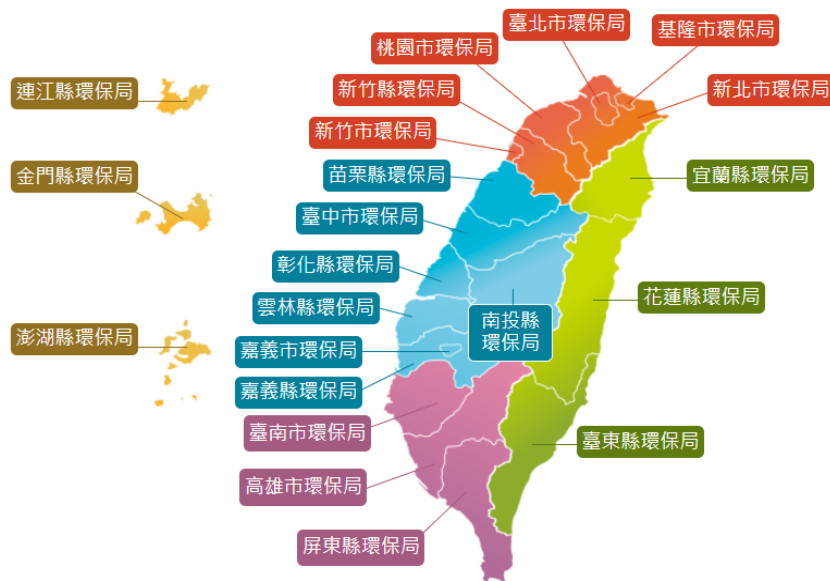 臺北市環保局
基隆市環保局
桃園市環保局
新竹縣環保局
新北市環保局
連江縣環保局
新竹市環保局
苗栗縣環保局
宜蘭縣環保局
金門縣環保局
臺中市環保局
彰化縣環保局
花蓮縣環保局
雲林縣環保局
南投縣
環保局
澎湖縣環保局
嘉義市環保局
嘉義縣環保局
臺南市環保局
臺東縣環保局
高雄市環保局
屏東縣環保局